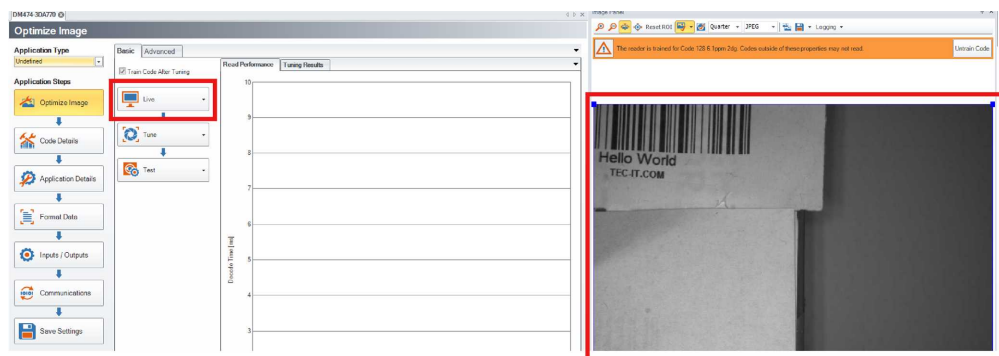 DM474-3DA778
Optimize Image
Application Type
Undefined
Application Steps
Optimize Image
Code Details
Application Details
Format Data
Inputs / Outputs
Communications
Save Settings
Basic
Advanced
Train Code After Tuning
Live
Tune
Test
Read Performance
Tuning Results
10
9
8
7
6
5
4
3
Decode Time [ms]
Image Panel
Reset ROI
Quarter
JPEG
Logging
The reader is trained for Code 128 6.1ppm 2dg. Codes outside of these properties may not read.
Untrain Code
Hello World
TEC-IT.COM